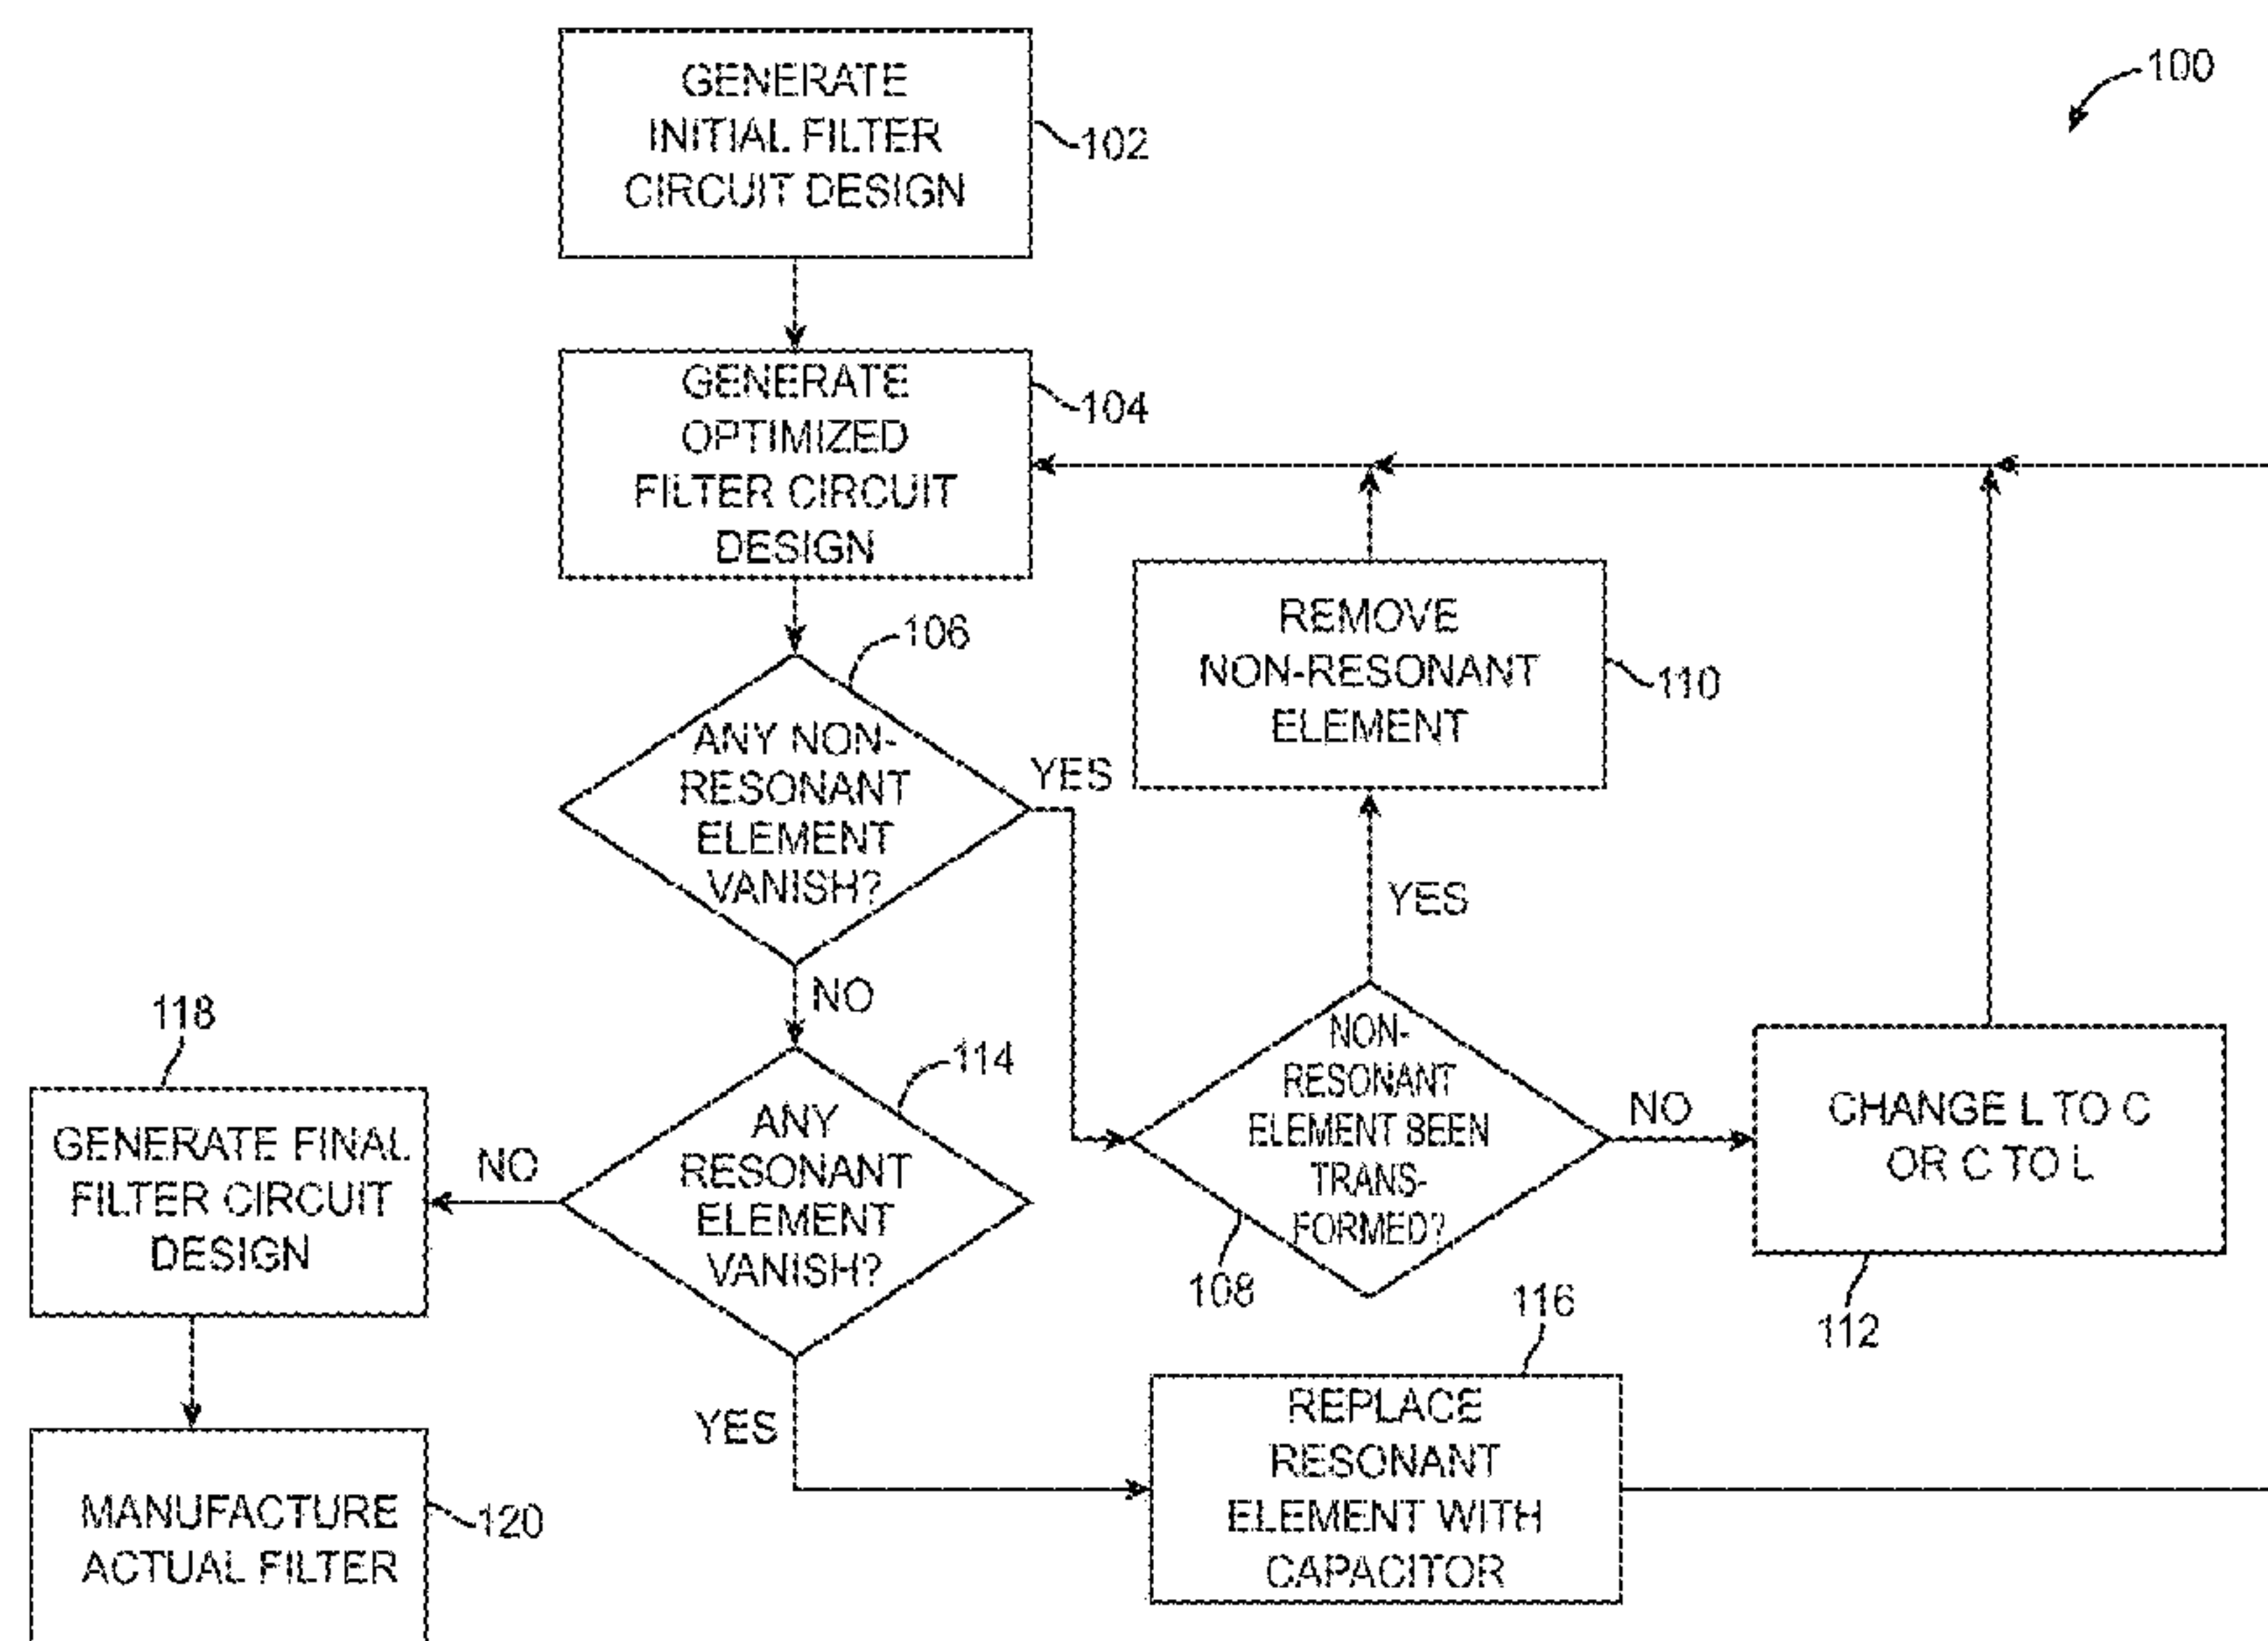 100
GENERATE
INITIAL FILTER
CIRCUIT DESIGN
102
GENERATE
OPTIMIZED
FILTER CIRCUIT
DESIGN
104
106
ANY NON-
RESONANT
ELEMENT
VANISH?
YES
NO
REMOVE
NON-RESONANT
ELEMENT
110
YES
NON-
RESONANT
ELEMENT BEEN
TRANS-
FORMED?
108
NO
CHANGE L TO C
OR C TO L
112
114
ANY
RESONANT
ELEMENT
VANISH?
NO
YES
118
GENERATE FINAL
FILTER CIRCUIT
DESIGN
116
REPLACE
RESONANT
ELEMENT WITH
CAPACITOR
MANUFACTURE
ACTUAL FILTER
120